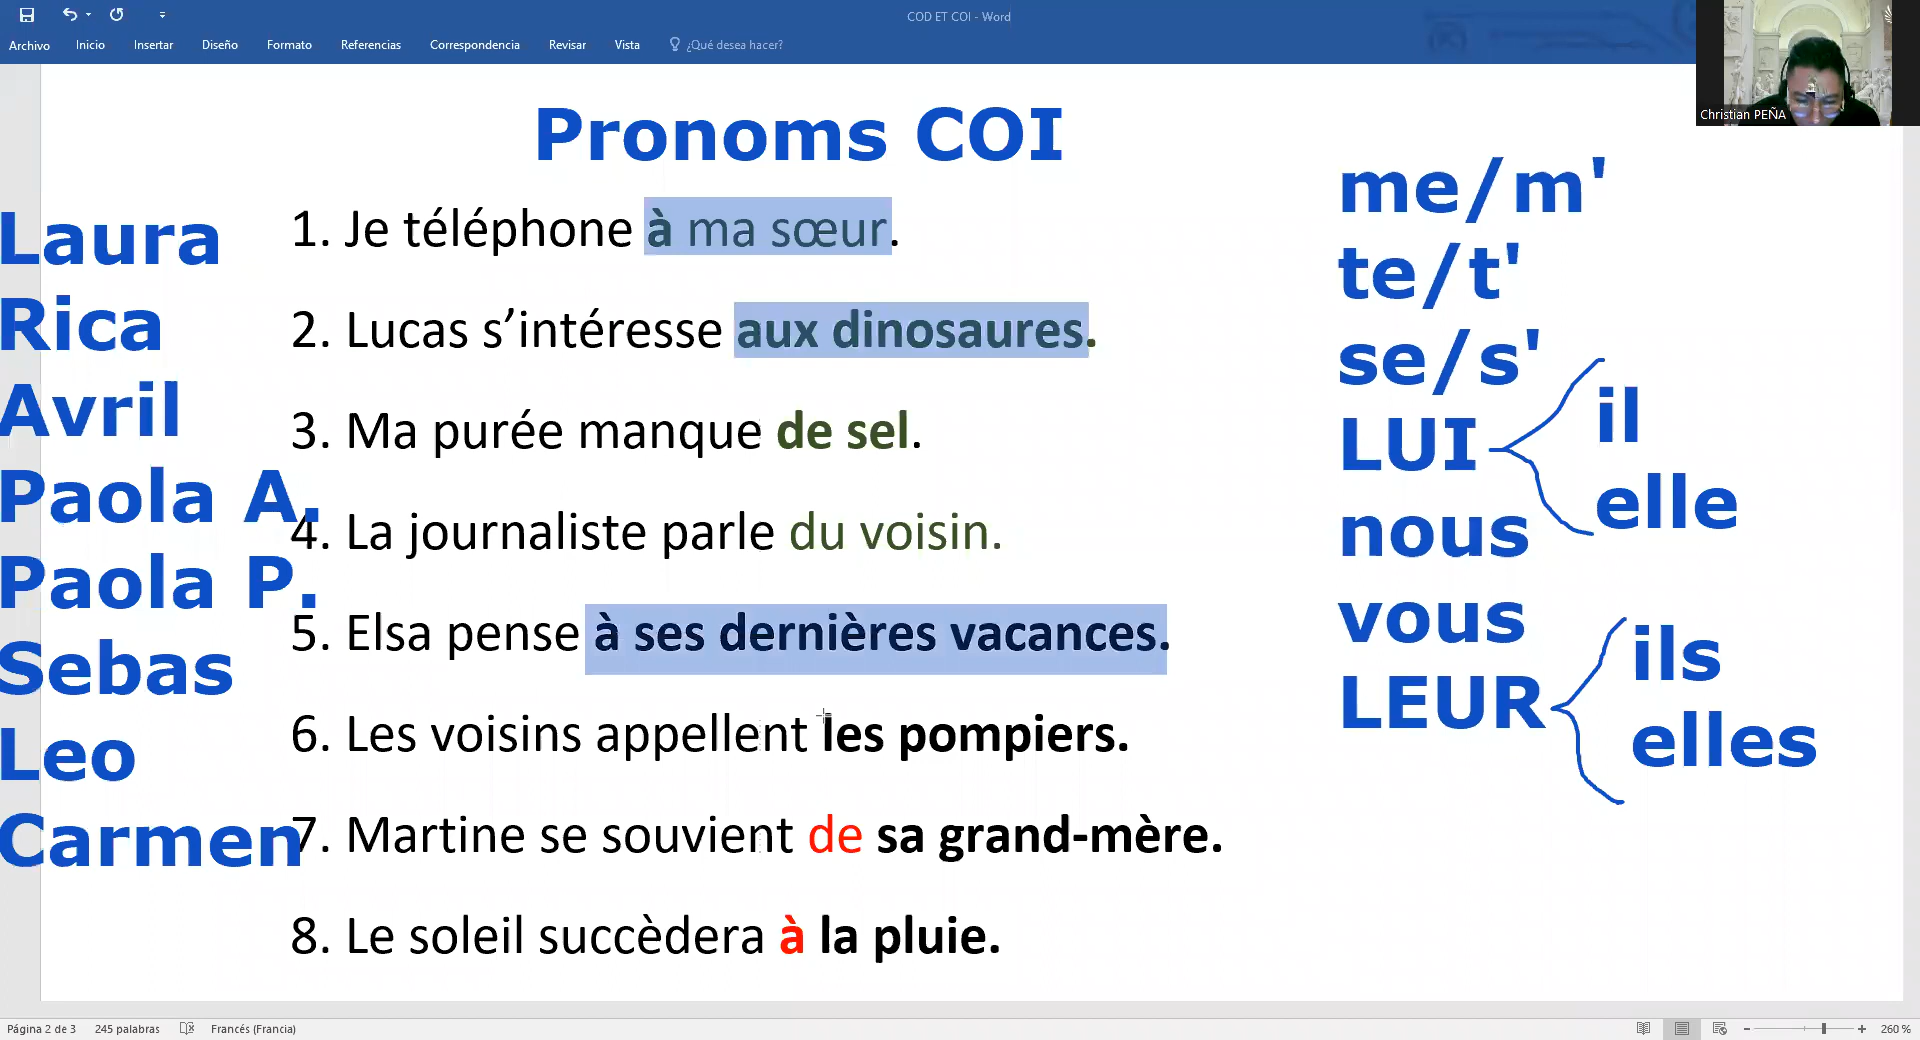 COD ET COI - Word
Archivo Inicio Insertar Diseño Formato Referencias Correspondencia Revisar Vista ¿Qué desea hacer?
Christian PEÑA
Pronoms COI
1. Je téléphone à ma sœur.
2. Lucas s’intéresse aux dinosaures.
3. Ma purée manque de sel.
4. La journaliste parle du voisin.
5. Elsa pense à ses dernières vacances.
6. Les voisins appellent les pompiers.
7. Martine se souvient de sa grand-mère.
8. Le soleil succèdera à la pluie.
Laura
Rica
Avril
Paola A.
Paola P.
Sebas
Leo
Carmen
me/m'
te/t'
se/s'
LUI
nous
vous
LEUR
il
elle
ils
elles
Página 2 de 3 245 palabras Francés (Francia) 260 %